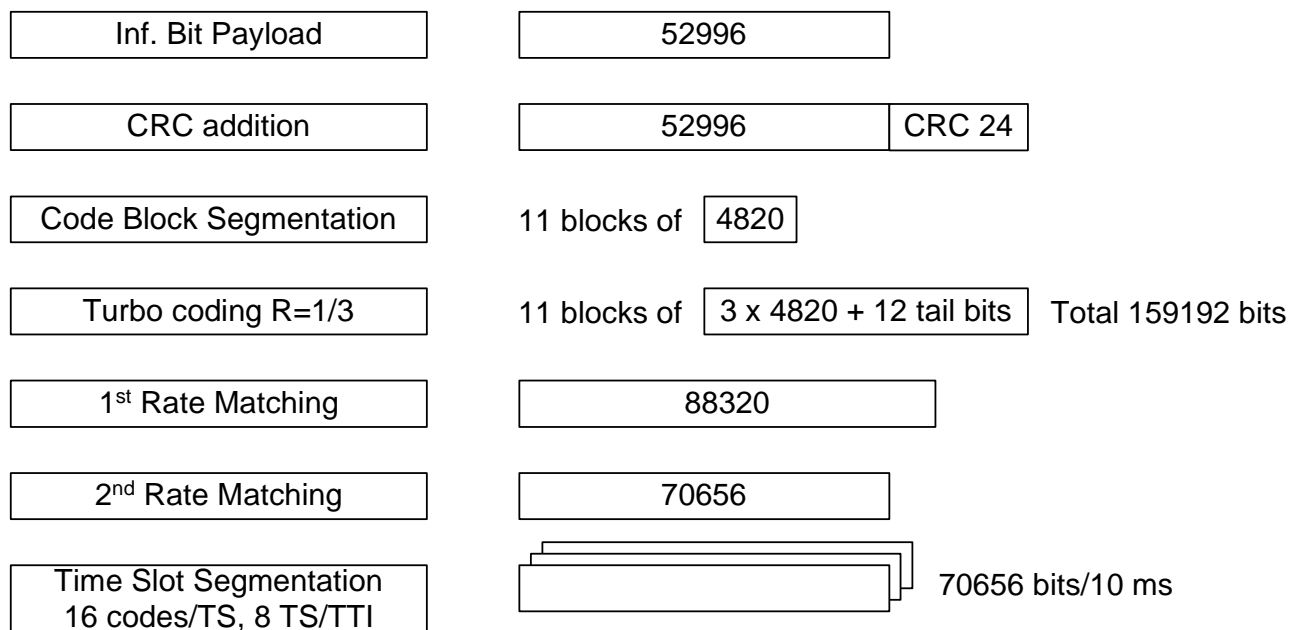 Inf. Bit Payload 52996
CRC addition 52996 CRC 24
Code Block Segmentation 11 blocks of 4820
Turbo coding R=1/3 11 blocks of 3 x 4820 + 12 tail bits Total 159192 bits
1st Rate Matching 88320
2nd Rate Matching 70656
Time Slot Segmentation
16 codes/TS, 8 TS/TTI
70656 bits/10 ms